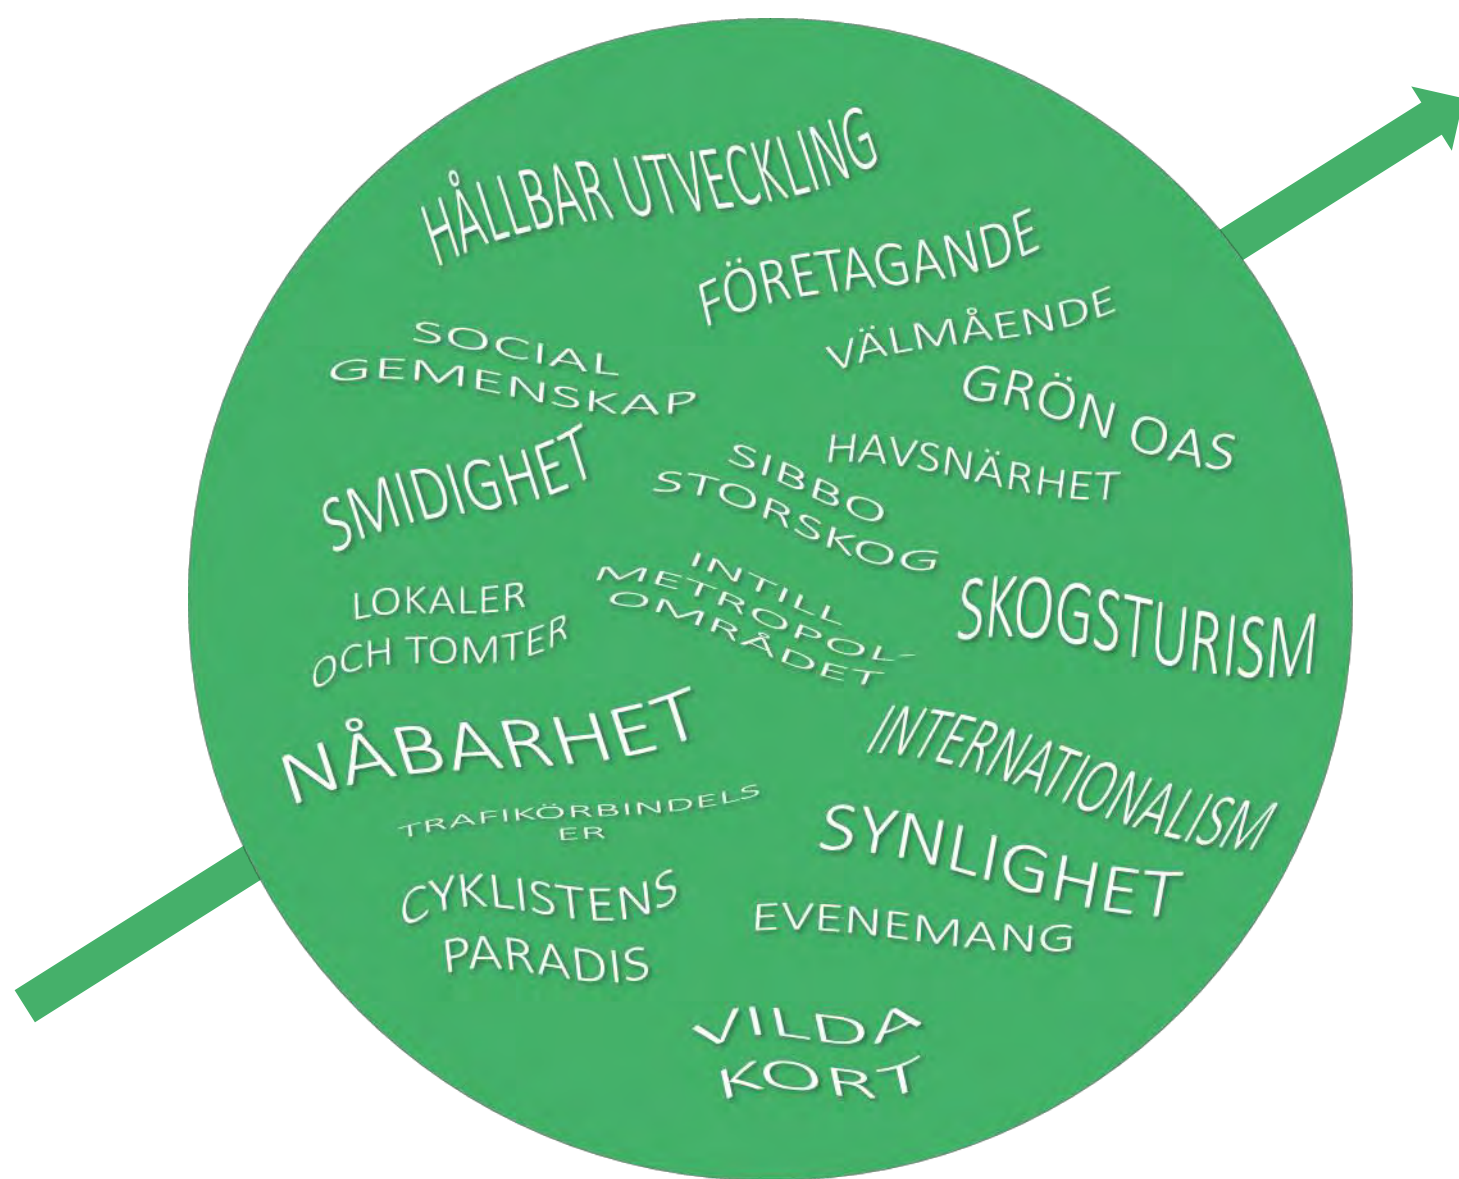 HÅLLBAR UTVECKLING
FÖRETAGANDE
VÄLMÅENDE
SOCIAL
GEMENSKAP
GRÖN OAS
HAVSNÄRHET
SMIDIGHET
SIBBO
STORSKOG
INTILL
METROPOL-
OMRÅDET
SKOGSTURISM
LOKALER
OCH TOMTER
NÅBARHET
INTERNATIONALISM
TRAFIKÖRBINDELS
ER
SYNLIGHET
CYKLISTENS
PARADIS
EVENEMANG
VILDA
KORT